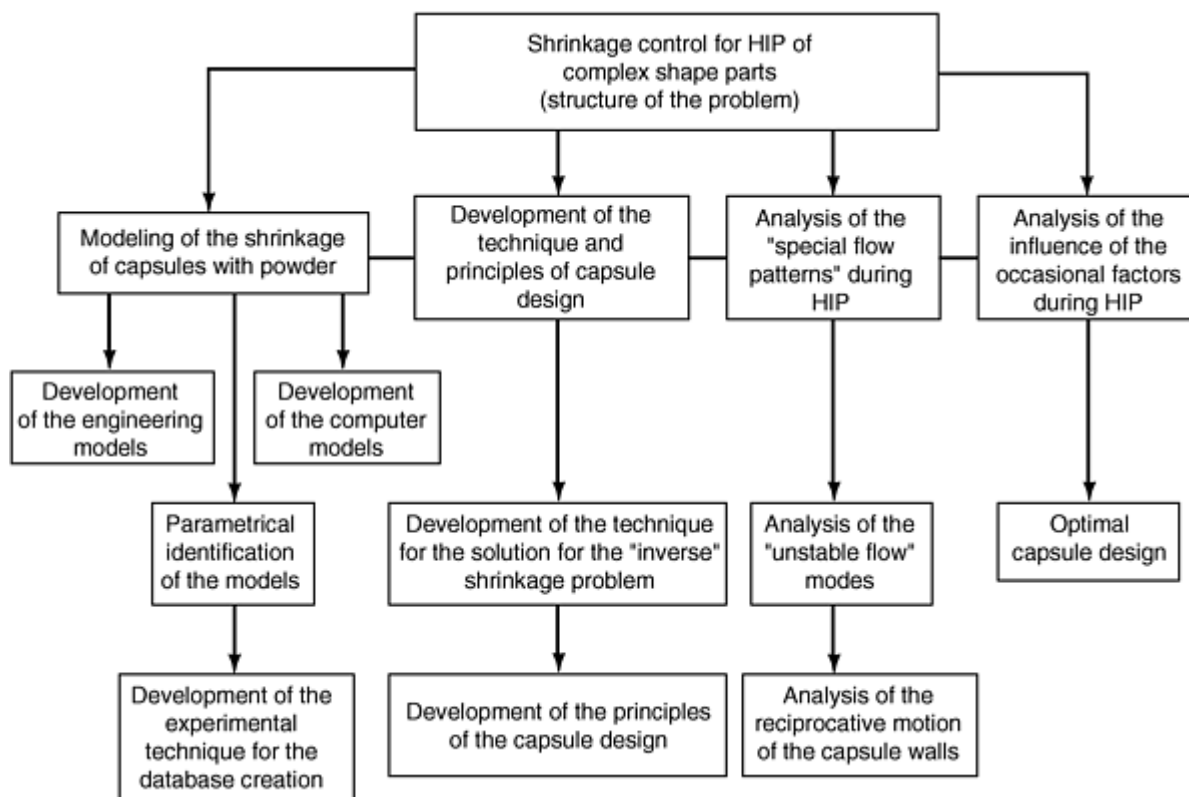 Shrinkage control for HIP of
complex shape parts
(structure of the problem)
Modeling of the shrinkage
of capsules with powder
Development of the
technique and
principles of capsule
design
Analysis of the
"special flow
patterns" during
HIP
Analysis of the
influence of the
occasional factors
during HIP
Development
of the engineering
models
Development
of the computer
models
Parametrical
identification
of the models
Development of the technique
for the solution for the "inverse"
shrinkage problem
Analysis of the
"unstable flow"
modes
Optimal
capsule design
Development of the
experimental
technique for the
database creation
Development of the principles
of the capsule design
Analysis of the
reciprocative motion
of the capsule walls